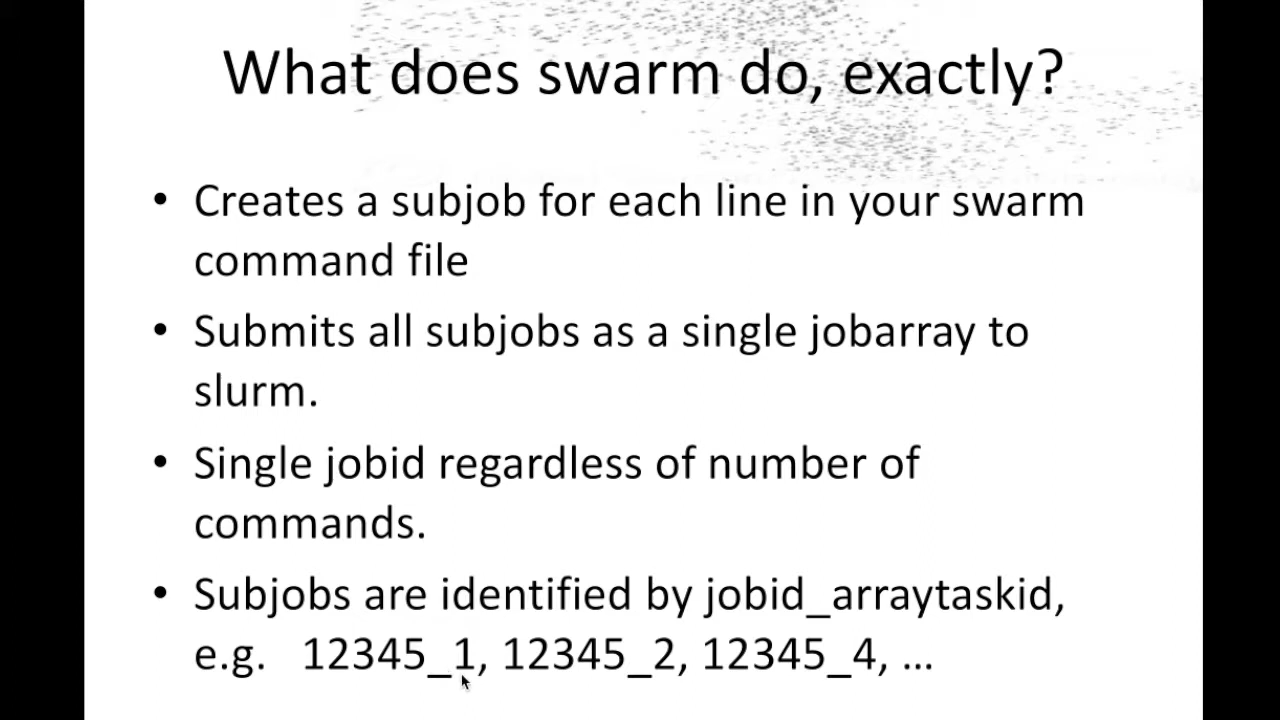 What does swarm do, exactly?
• Creates a subjob for each line in your swarm
command file
• Submits all subjobs as a single jobarray to
slurm.
• Single jobid regardless of number of
commands.
• Subjobs are identified by jobid_arraytaskid,
e.g.   12345_1, 12345_2, 12345_4, …